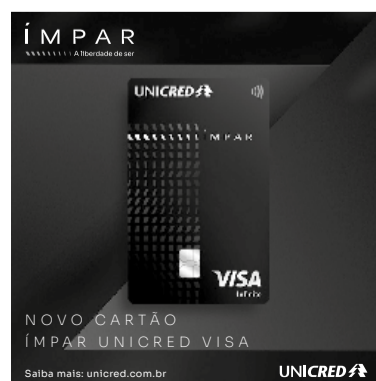 ÍMPAR
A liberdade de ser
UNICRED
ÍMPAR
VISA
Infinite
NOVO CARTÃO
ÍMPAR UNICRED VISA
Saiba mais: unicred.com.br
UNICRED